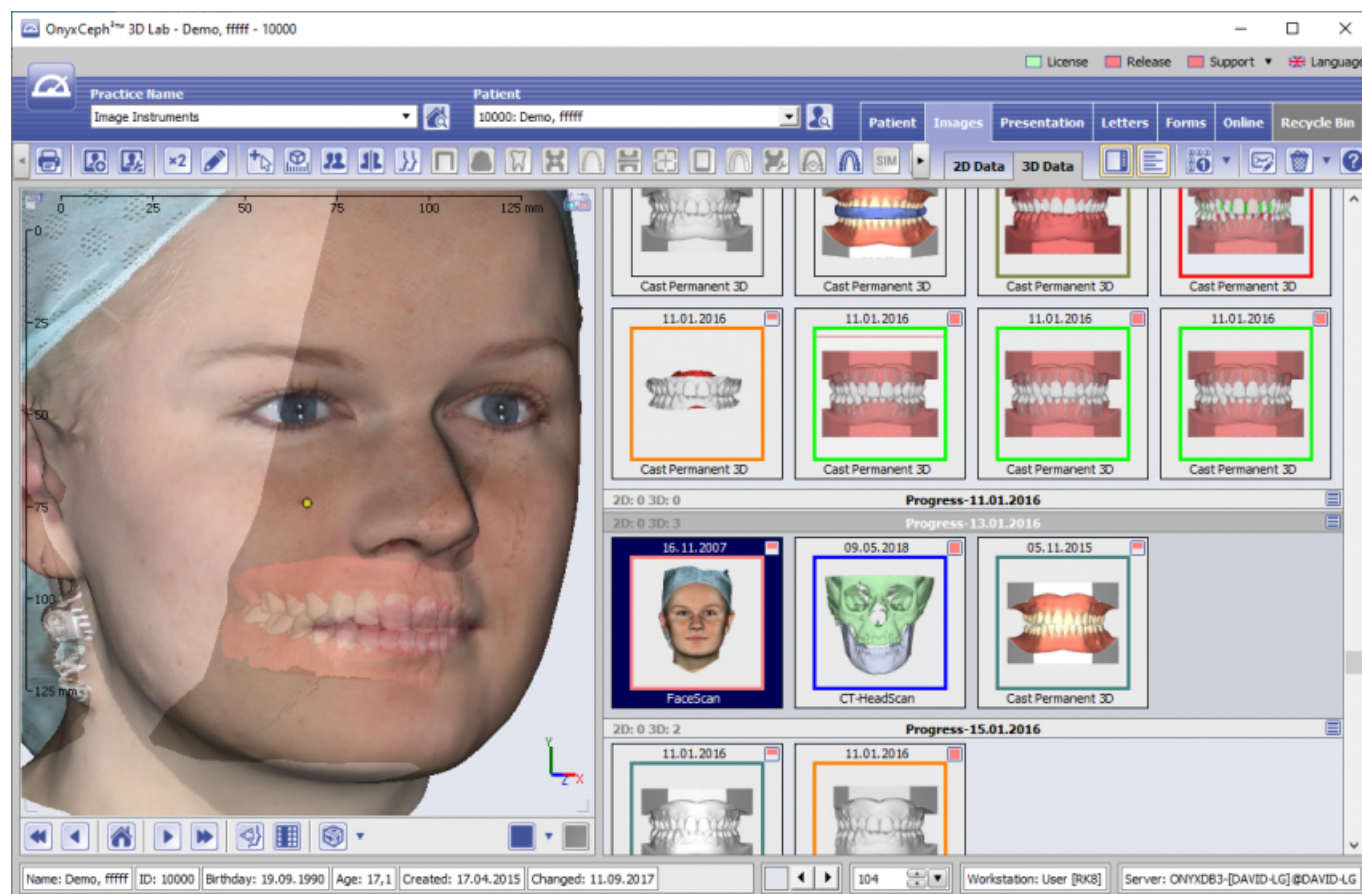 OnyxCeph³™ 3D Lab - Demo, fffff - 10000
License Release Support Language
Practice Name Patient
Image Instruments 10000: Demo, fffff
Patient Images Presentation Letters Forms Online Recycle Bin
×2 SIM 2D Data 3D Data
0 25 50 75 100 125 mm
0
25
50
75
100
125 mm
Y
Z X
Cast Permanent 3D Cast Permanent 3D Cast Permanent 3D Cast Permanent 3D
11.01.2016 11.01.2016 11.01.2016 11.01.2016
Cast Permanent 3D Cast Permanent 3D Cast Permanent 3D Cast Permanent 3D
2D: 0 3D: 0 Progress-11.01.2016
2D: 0 3D: 3 Progress-13.01.2016
16.11.2007 09.05.2018 05.11.2015
FaceScan CT-HeadScan Cast Permanent 3D
2D: 0 3D: 2 Progress-15.01.2016
11.01.2016 11.01.2016
Name: Demo, fffff ID: 10000 Birthday: 19.09.1990 Age: 17,1 Created: 17.04.2015 Changed: 11.09.2017 104 Workstation: User [RK8] Server: ONYXDB3-[DAVID-LG]@DAVID-LG